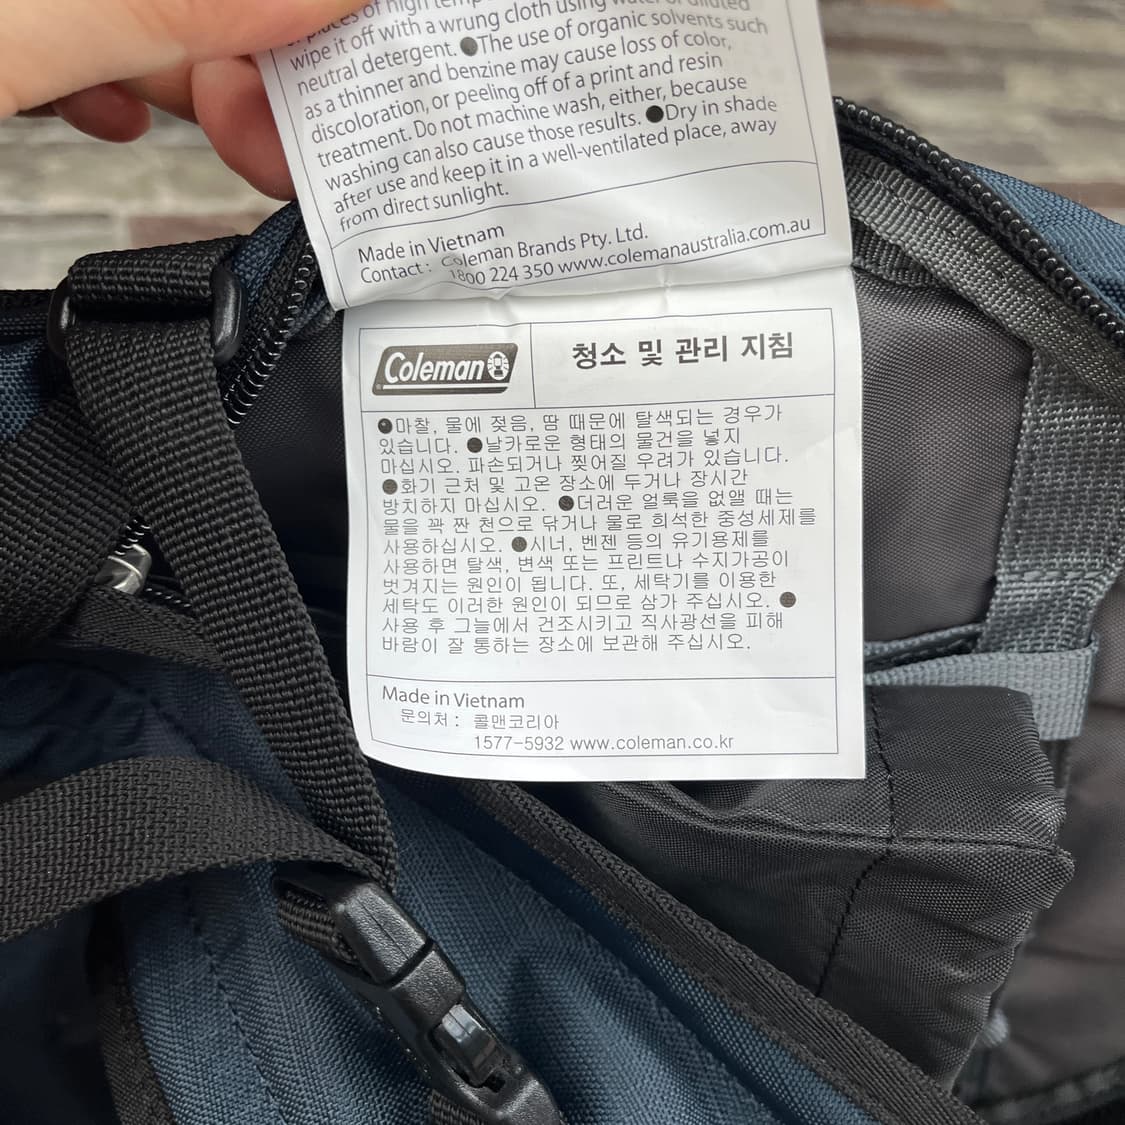 of places of high temp
wipe it off with a wrung cloth using water or diluted
neutral detergent. ●The use of organic solvents such
as a thinner and benzine may cause loss of color,
discoloration, or peeling off of a print and resin
treatment. Do not machine wash, either, because
washing can also cause those results. ●Dry in shade
after use and keep it in a well-ventilated place, away
from direct sunlight.
Made in Vietnam
Contact : Coleman Brands Pty. Ltd.
1800 224 350 www.colemanaustralia.com.au
Coleman
청소 및 관리 지침
●마찰, 물에 젖음, 땀 때문에 탈색되는 경우가
있습니다. ●날카로운 형태의 물건을 넣지
마십시오. 파손되거나 찢어질 우려가 있습니다.
●화기 근처 및 고온 장소에 두거나 장시간
방치하지 마십시오. ●더러운 얼룩을 없앨 때는
물을 꽉 짠 천으로 닦거나 물로 희석한 중성세제를
사용하십시오. ●시너, 벤젠 등의 유기용제를
사용하면 탈색, 변색 또는 프린트나 수지가공이
벗겨지는 원인이 됩니다. 또, 세탁기를 이용한
세탁도 이러한 원인이 되므로 삼가 주십시오. ●
사용 후 그늘에서 건조시키고 직사광선을 피해
바람이 잘 통하는 장소에 보관해 주십시오.
Made in Vietnam
문의처 : 콜맨코리아
1577-5932 www.coleman.co.kr